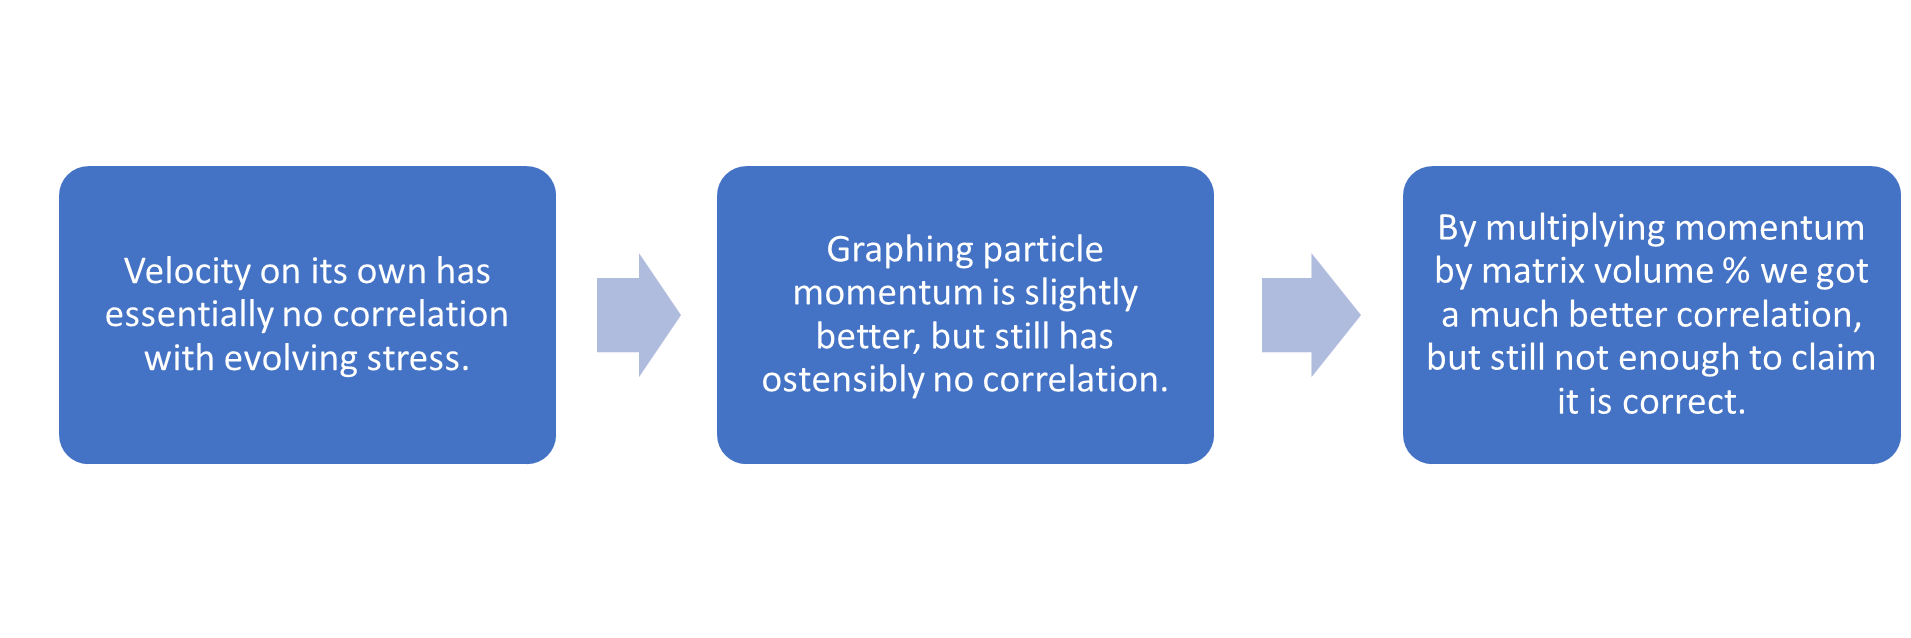 Velocity on its own has
essentially no correlation
with evolving stress.
Graphing particle
momentum is slightly
better, but still has
ostensibly no correlation.
By multiplying momentum
by matrix volume % we got
a much better correlation,
but still not enough to claim
it is correct.